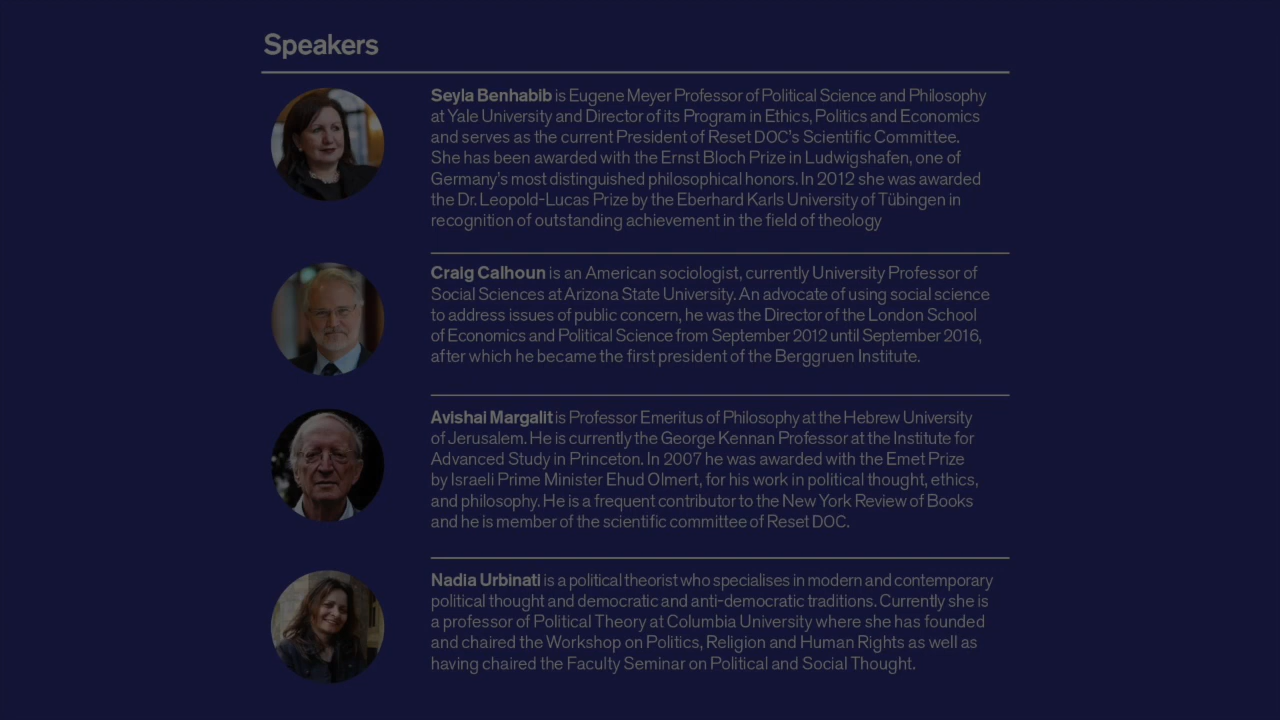 Speakers
Seyla Benhabib is Eugene Meyer Professor of Political Science and Philosophy
at Yale University and Director of its Program in Ethics, Politics and Economics
and serves as the current President of Reset DOC's Scientific Committee.
She has been awarded with the Ernst Bloch Prize in Ludwigshafen, one of
Germany's most distinguished philosophical honors. In 2012 she was awarded
the Dr. Leopold-Lucas Prize by the Eberhard Karls University of Tübingen in
recognition of outstanding achievement in the field of theology
Craig Calhoun is an American sociologist, currently University Professor of
Social Sciences at Arizona State University. An advocate of using social science
to address issues of public concern, he was the Director of the London School
of Economics and Political Science from September 2012 until September 2016,
after which he became the first president of the Berggruen Institute.
Avishai Margalit is Professor Emeritus of Philosophy at the Hebrew University
of Jerusalem. He is currently the George Kennan Professor at the Institute for
Advanced Study in Princeton. In 2007 he was awarded with the Emet Prize
by Israeli Prime Minister Ehud Olmert, for his work in political thought, ethics,
and philosophy. He is a frequent contributor to the New York Review of Books
and he is member of the scientific committee of Reset DOC.
Nadia Urbinati is a political theorist who specialises in modern and contemporary
political thought and democratic and anti-democratic traditions. Currently she is
a professor of Political Theory at Columbia University where she has founded
and chaired the Workshop on Politics, Religion and Human Rights as well as
having chaired the Faculty Seminar on Political and Social Thought.